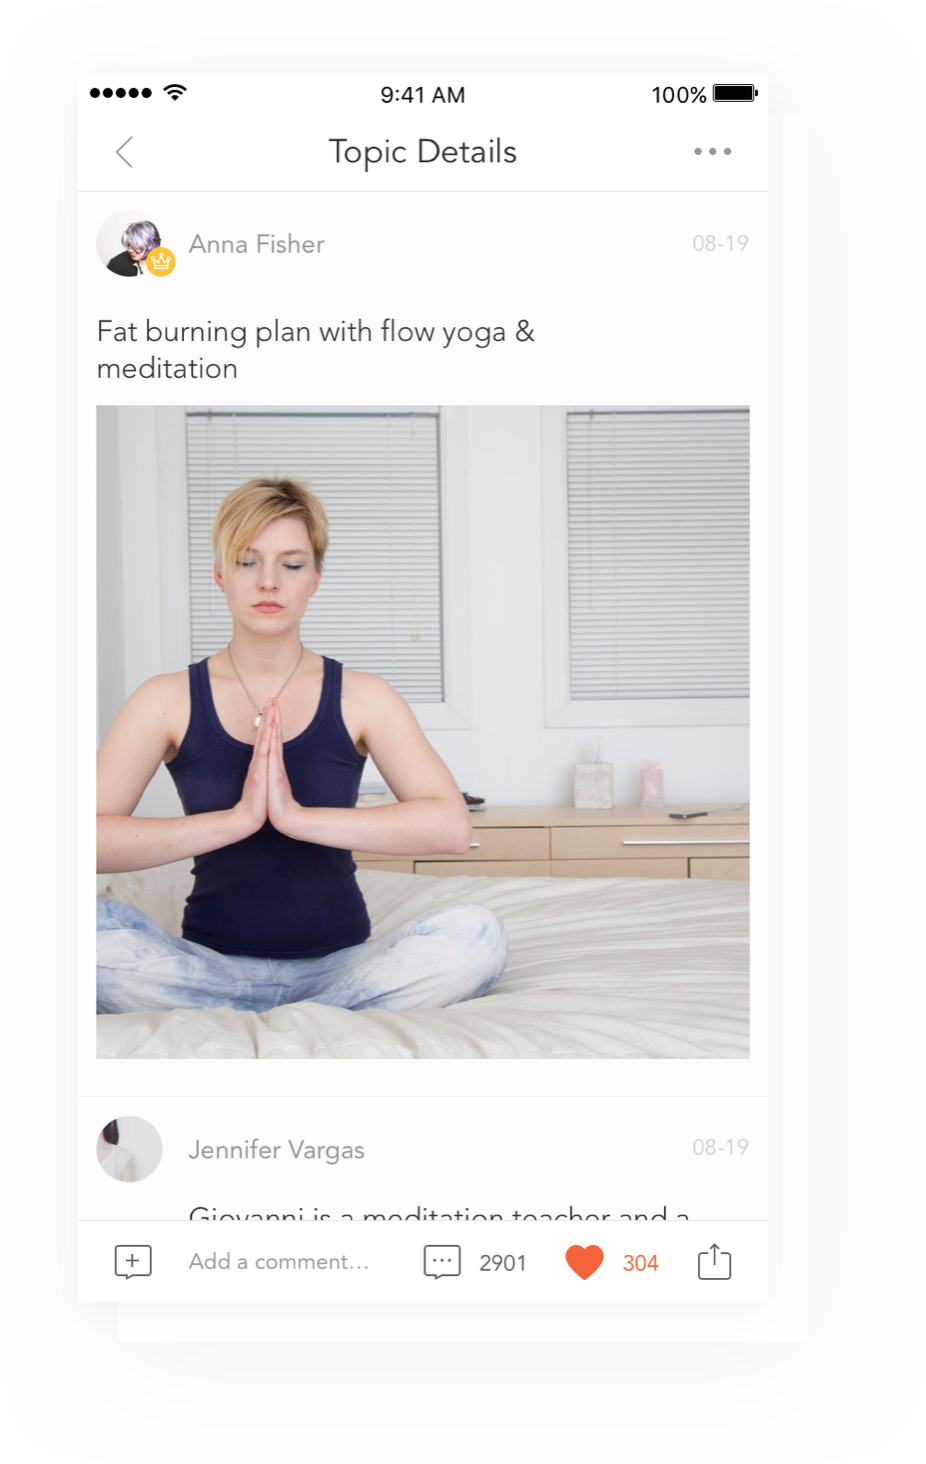 9:41 AM
100%
Topic Details
Anna Fisher
08-19
Fat burning plan with flow yoga &
meditation
Jennifer Vargas
08-19
Giovanni is a meditation teacher and a
Add a comment...
2901
304